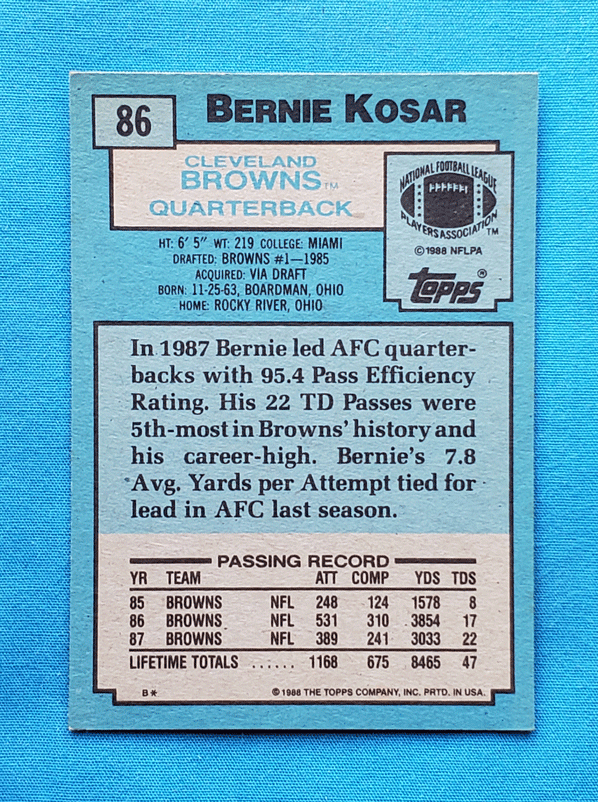 86
BERNIE KOSAR
CLEVELAND
BROWNS™
QUARTERBACK
NATIONAL FOOTBALL LEAGUE
PLAYERS ASSOCIATION™
© 1988 NFLPA
TOPPS®
HT: 6' 5" WT: 219 COLLEGE: MIAMI
DRAFTED: BROWNS #1—1985
ACQUIRED: VIA DRAFT
BORN: 11-25-63, BOARDMAN, OHIO
HOME: ROCKY RIVER, OHIO
In 1987 Bernie led AFC quarter-
backs with 95.4 Pass Efficiency
Rating. His 22 TD Passes were
5th-most in Browns' history and
his career-high. Bernie's 7.8
Avg. Yards per Attempt tied for
lead in AFC last season.
PASSING RECORD
YR TEAM ATT COMP YDS TDS
85 BROWNS NFL 248 124 1578 8
86 BROWNS NFL 531 310 3854 17
87 BROWNS NFL 389 241 3033 22
LIFETIME TOTALS ...... 1168 675 8465 47
B* © 1988 THE TOPPS COMPANY, INC. PRTD. IN USA.